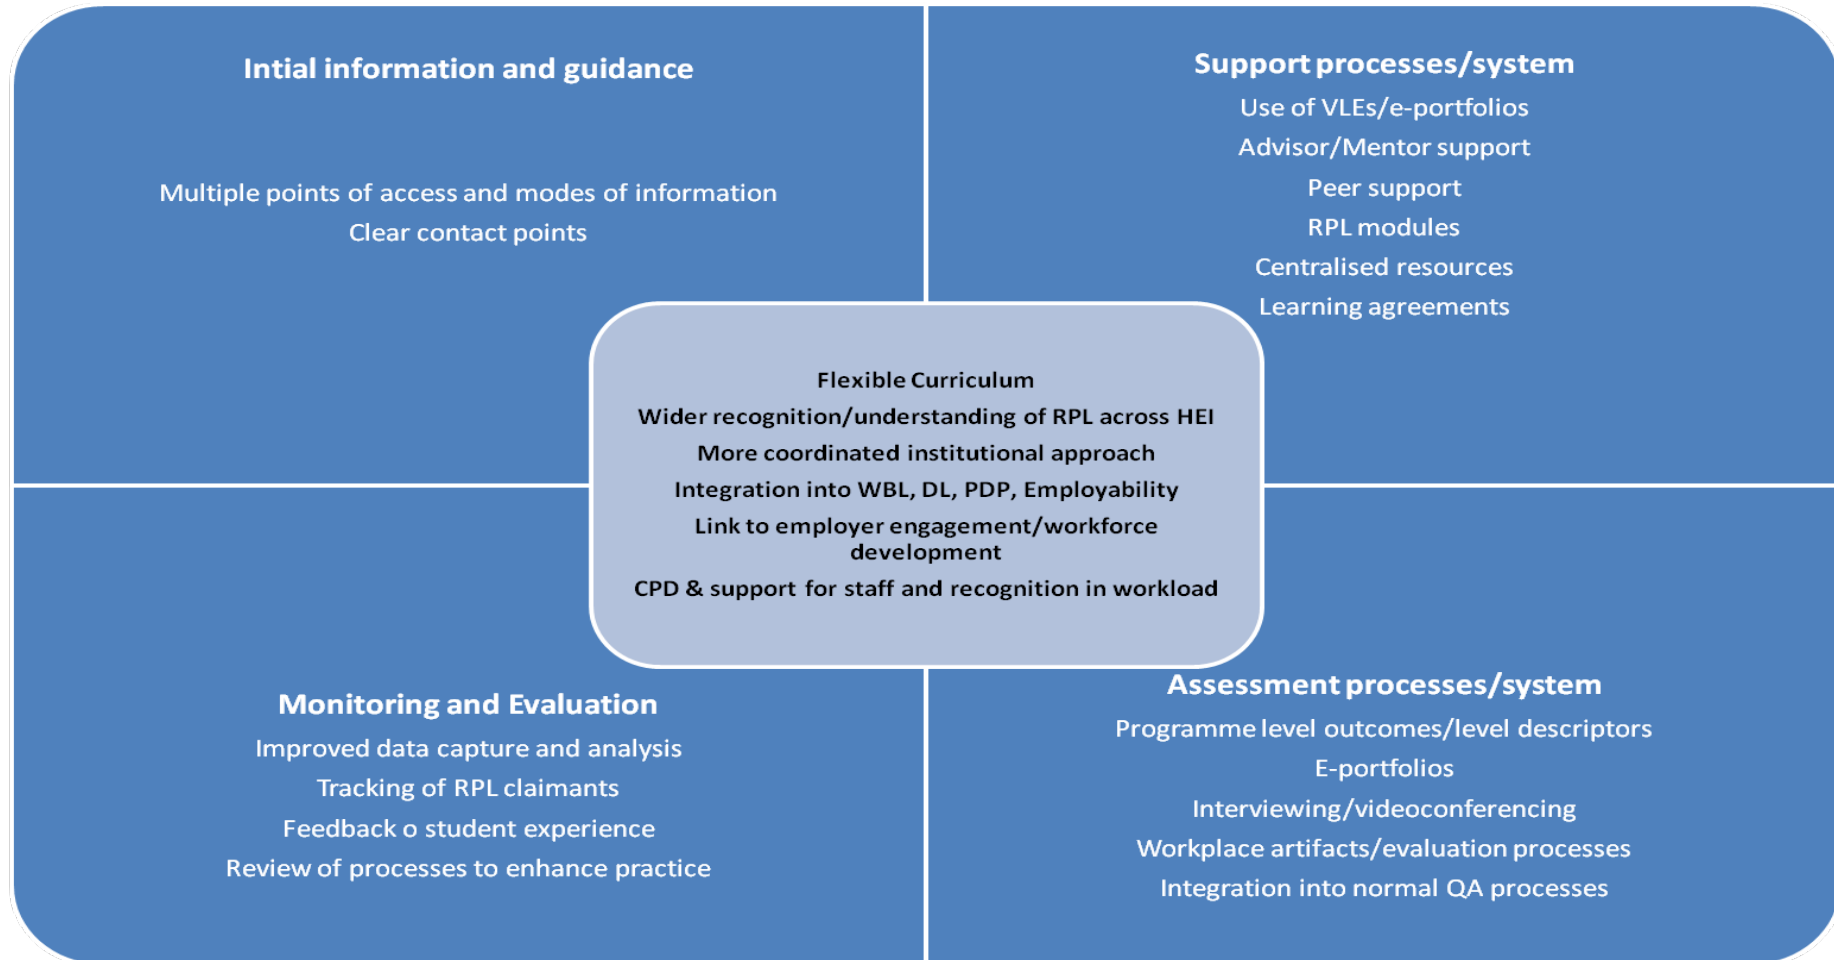 Intial information and guidance
Multiple points of access and modes of information
Clear contact points
Support processes/system
Use of VLEs/e-portfolios
Advisor/Mentor support
Peer support
RPL modules
Centralised resources
Learning agreements
Flexible Curriculum
Wider recognition/understanding of RPL across HEI
More coordinated institutional approach
Integration into WBL, DL, PDP, Employability
Link to employer engagement/workforce
development
CPD & support for staff and recognition in workload
Monitoring and Evaluation
Improved data capture and analysis
Tracking of RPL claimants
Feedback o student experience
Review of processes to enhance practice
Assessment processes/system
Programme level outcomes/level descriptors
E-portfolios
Interviewing/videoconferencing
Workplace artifacts/evaluation processes
Integration into normal QA processes